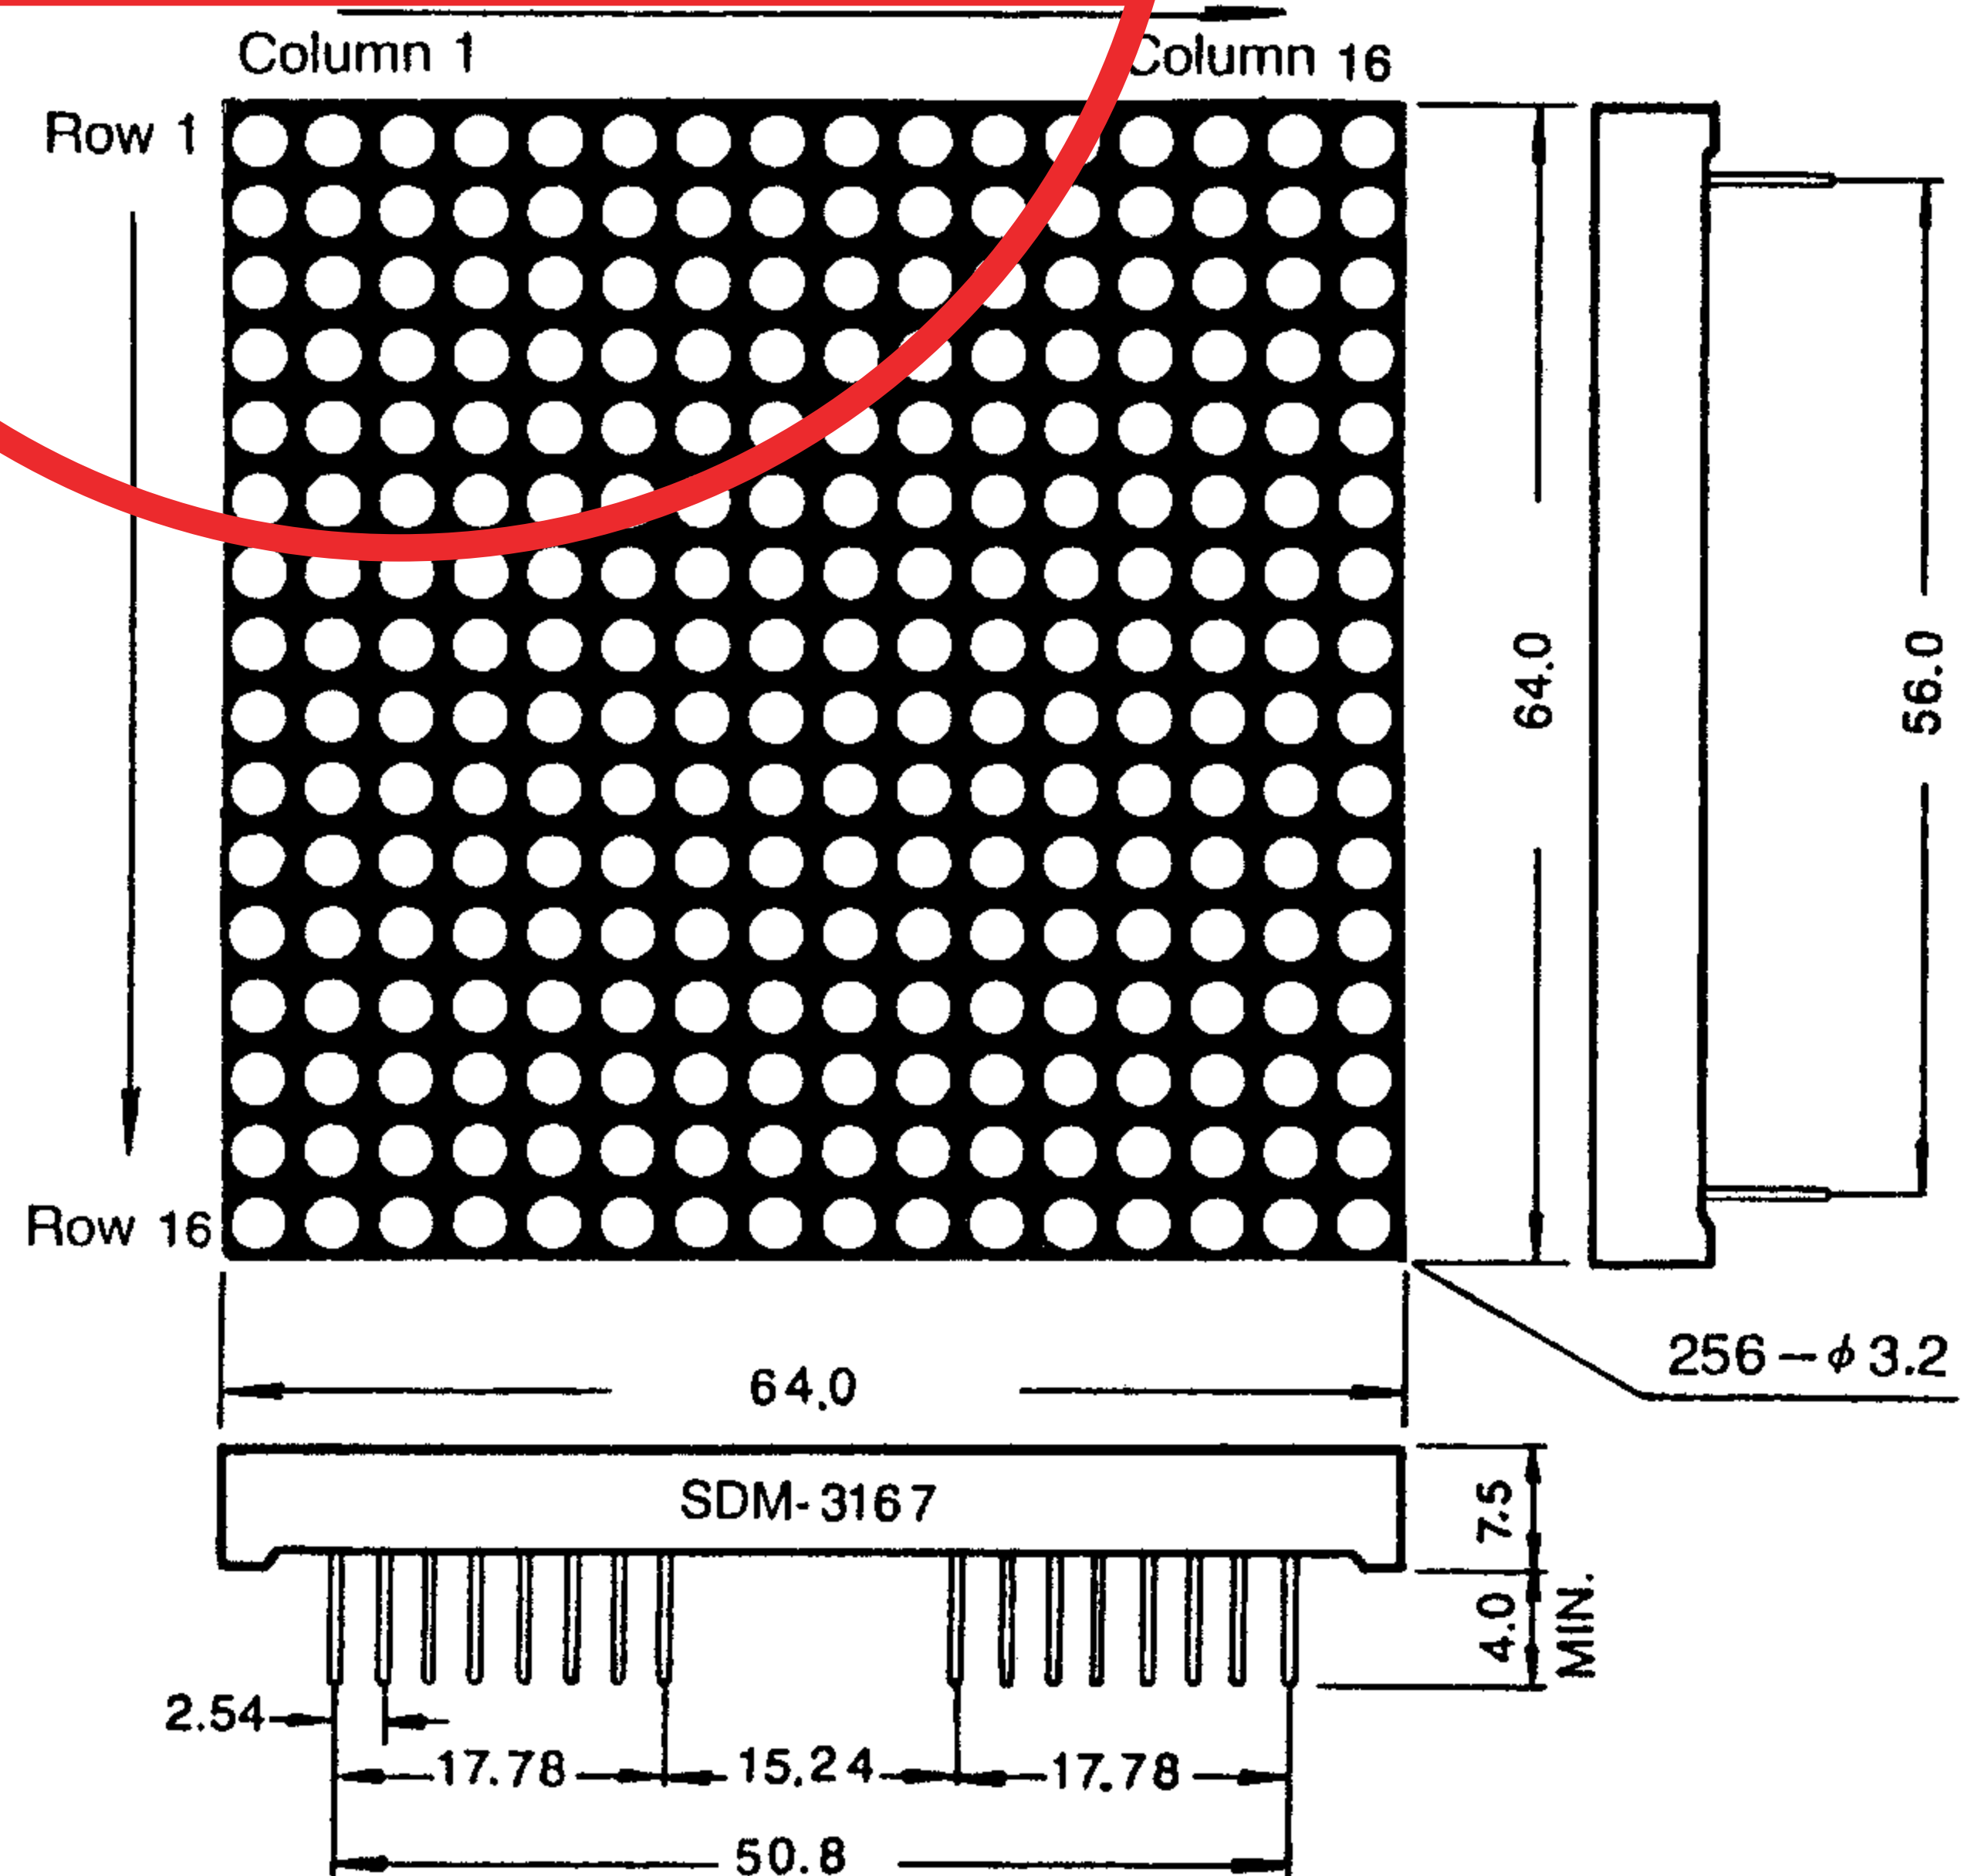 Column 1
Column 16
Row 1
64.0
56.0
Row 16
256-ϕ3.2
64.0
SDM-3167
7.5
4.0
MIN.
2.54
17.78
15.24
17.78
50.8